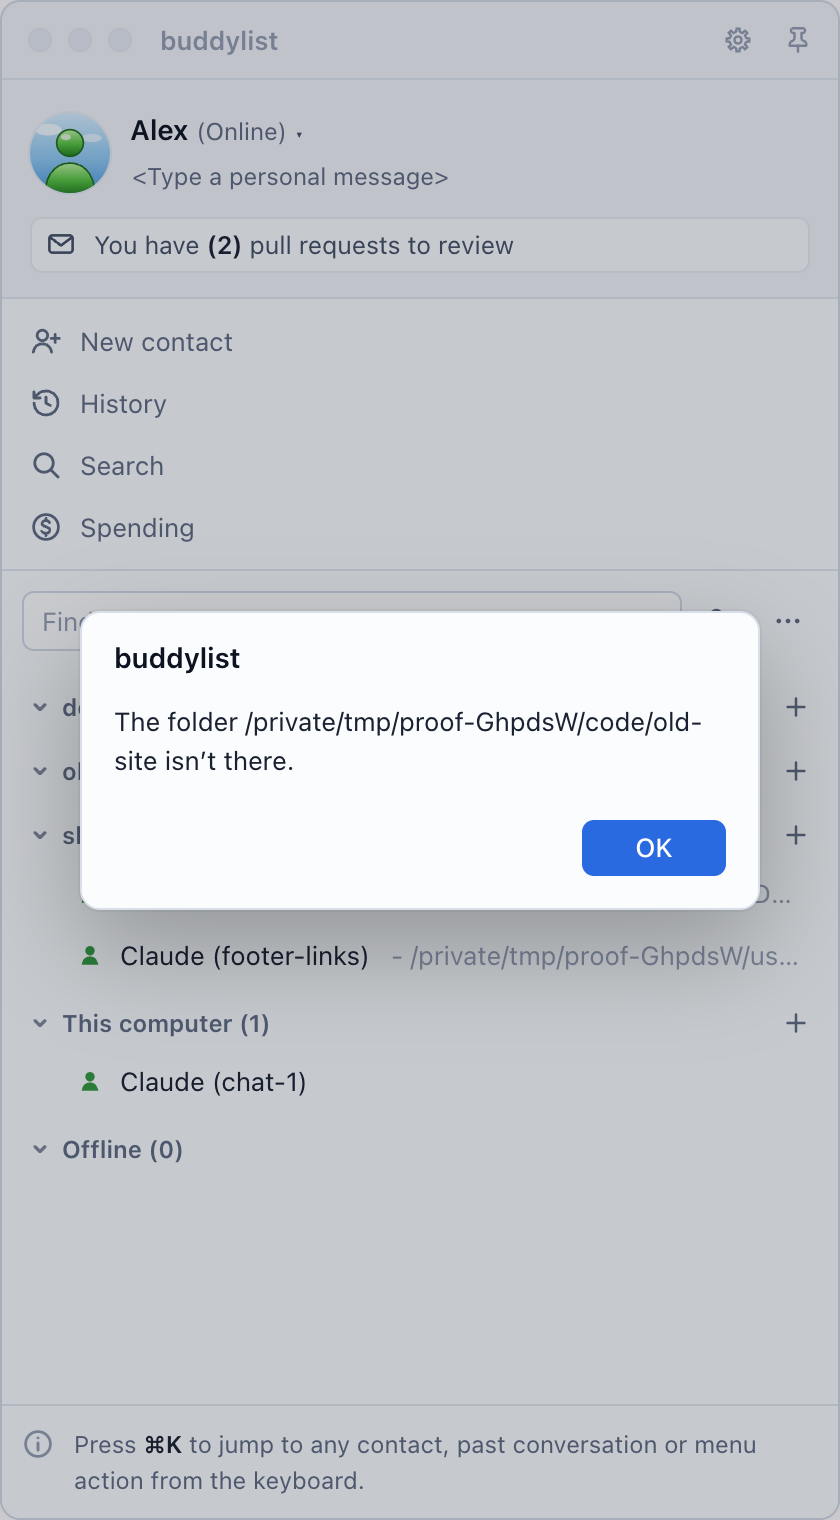 buddylist
Alex (Online)
<Type a personal message>
You have (2) pull requests to review
New contact
History
Search
Spending
buddylist
The folder /private/tmp/proof-GhpdsW/code/old-
site isn’t there.
OK
Claude (footer-links) - /private/tmp/proof-GhpdsW/us...
This computer (1)
Claude (chat-1)
Offline (0)
Press ⌘K to jump to any contact, past conversation or menu
action from the keyboard.